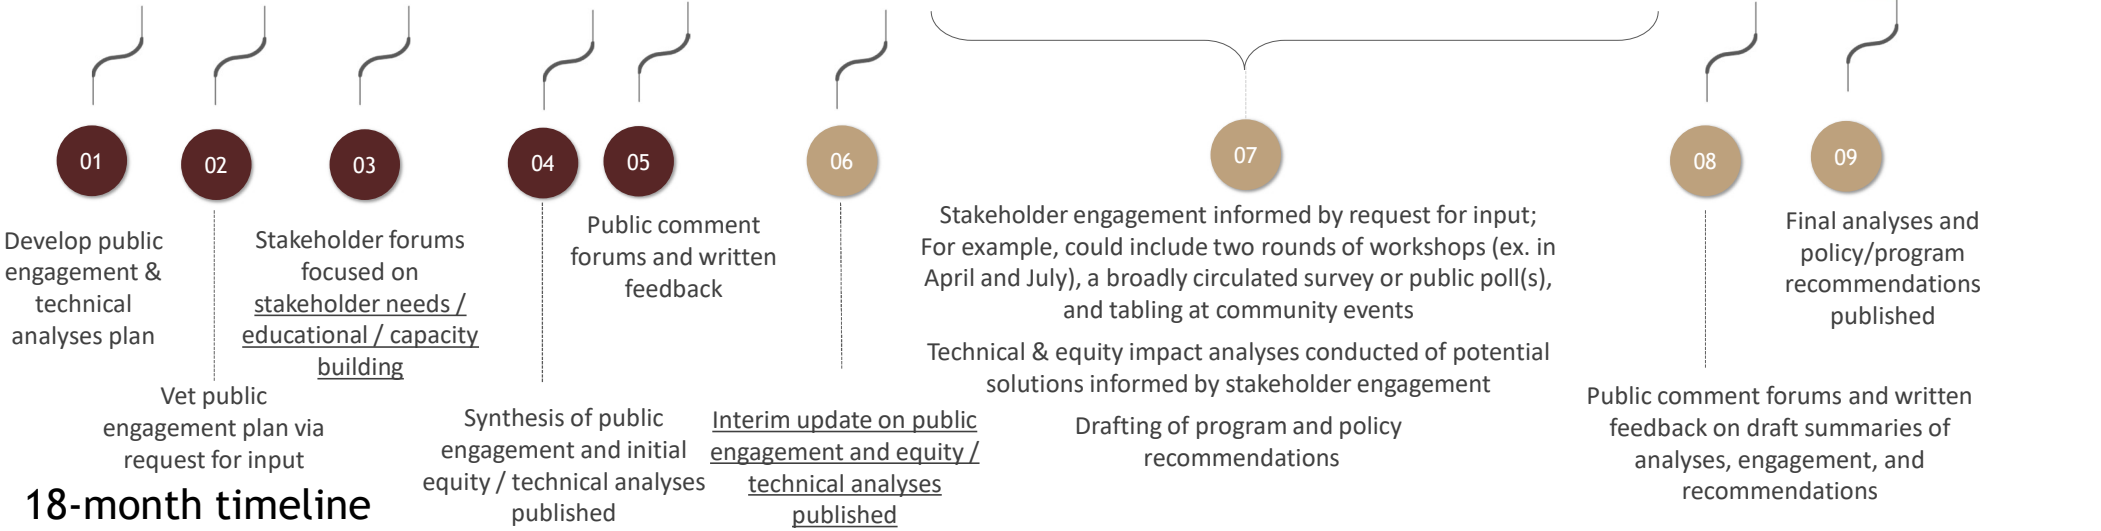 01
Develop public
engagement &
technical
analyses plan
02
Vet public
engagement plan via
request for input
03
Stakeholder forums
focused on
stakeholder needs /
educational / capacity
building
04
Synthesis of public
engagement and initial
equity / technical analyses
published
05
Public comment
forums and written
feedback
06
Interim update on public
engagement and equity /
technical analyses
published
07
Stakeholder engagement informed by request for input;
For example, could include two rounds of workshops (ex. in
April and July), a broadly circulated survey or public poll(s),
and tabling at community events
Technical & equity impact analyses conducted of potential
solutions informed by stakeholder engagement
Drafting of program and policy
recommendations
08
Public comment forums and written
feedback on draft summaries of
analyses, engagement, and
recommendations
09
Final analyses and
policy/program
recommendations
published
18-month timeline